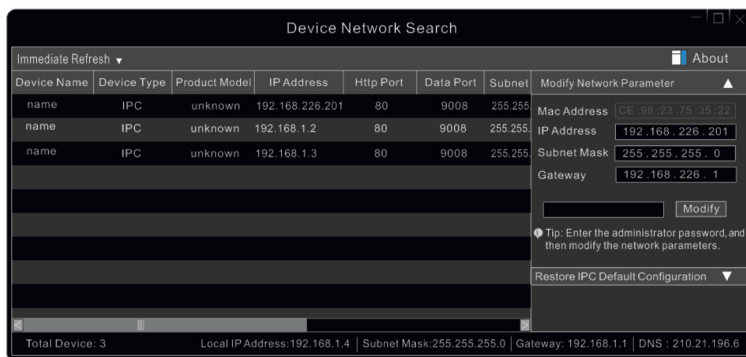 Device Network Search
Immediate Refresh
About
Device Name Device Type Product Model IP Address Http Port Data Port Subnet
name IPC unknown 192.168.226.201 80 9008 255.255
name IPC unknown 192.168.1.2 80 9008 255.255.
name IPC unknown 192.168.1.3 80 9008 255.255.
Modify Network Parameter
Mac Address CE:98:23:75:35:22
IP Address 192.168.226.201
Subnet Mask 255.255.255.0
Gateway 192.168.226.1
Modify
Tip: Enter the administrator password,and
then modify the network parameters.
Restore IPC Default Configuration
Total Device: 3 Local IP Address:192.168.1.4 Subnet Mask:255.255.255.0 Gateway: 192.168.1.1 DNS : 210.21.196.6